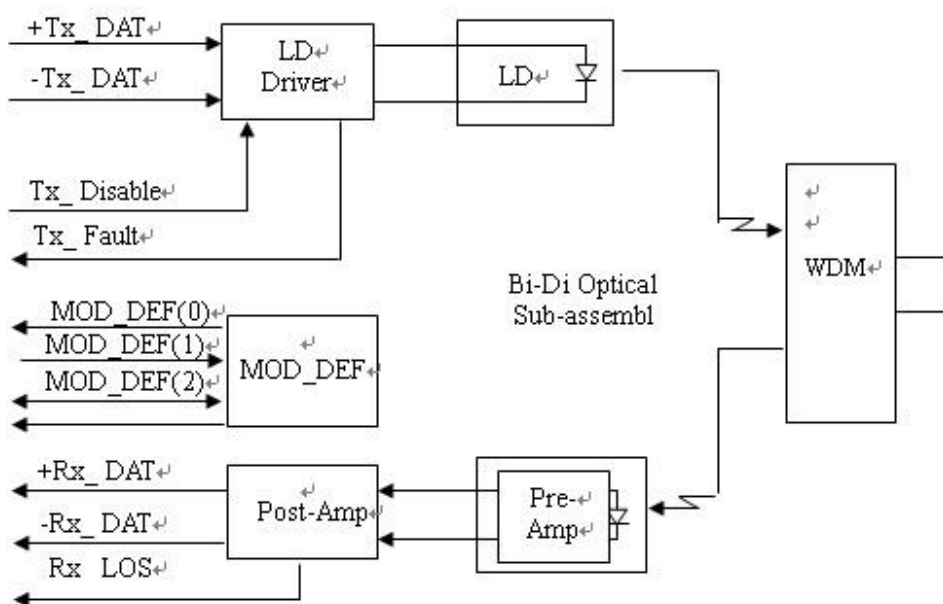 +Tx_ DAT↵
-Tx_ DAT↵
LD↵
Driver↵
LD
Tx_ Disable↵
Tx_ Fault↵
↵
↵
WDM↵
Bi-Di Optical
Sub-assembl
MOD_DEF(0)↵
MOD_DEF(1)↵
MOD_DEF(2)↵
↵
MOD_DEF↵
+Rx_ DAT↵
-Rx_ DAT↵
Rx LOS↵
↵
Post-Amp↵
Pre-↵
Amp↵